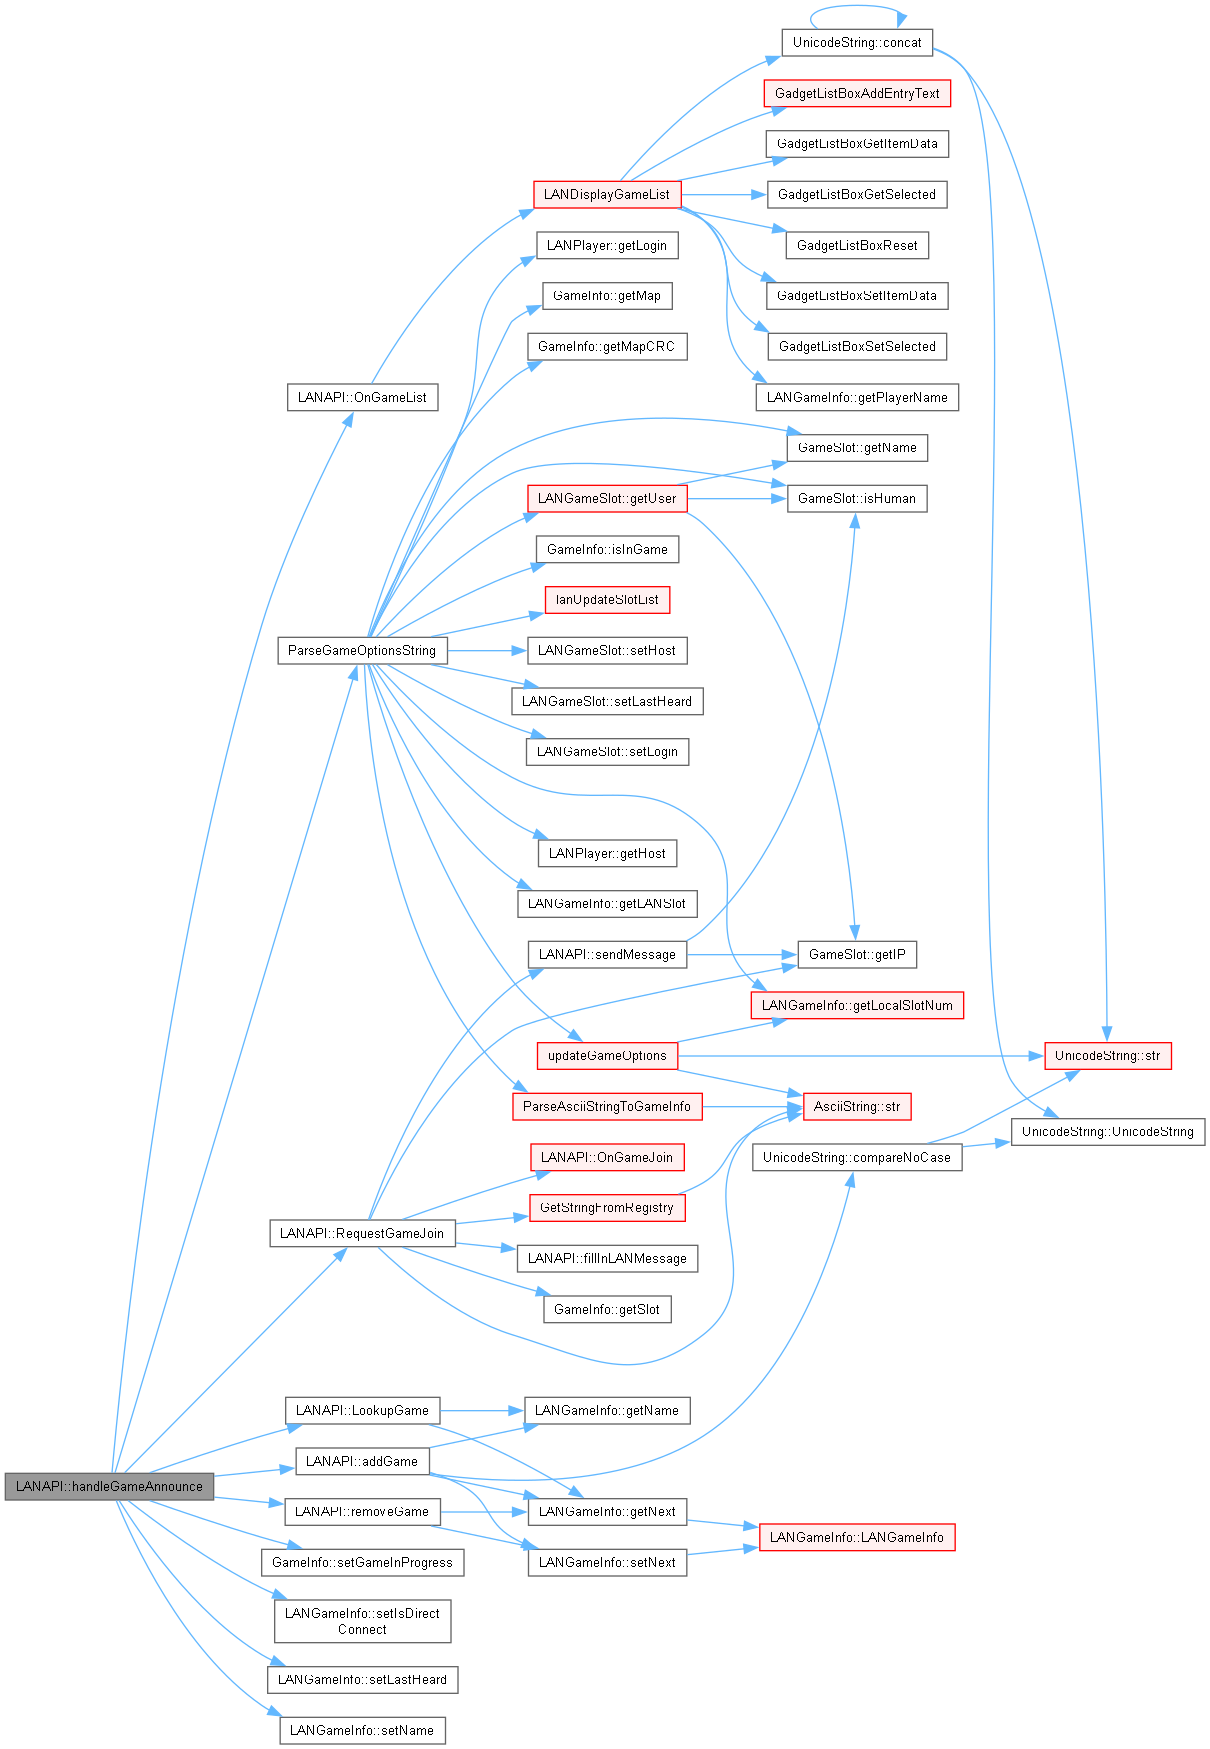 UnicodeString::concat
GadgetListBoxAddEntryText
GadgetListBoxGetItemData
LANDisplayGameList
GadgetListBoxGetSelected
LANPlayer::getLogin
GadgetListBoxReset
GameInfo::getMap
GadgetListBoxSetItemData
GameInfo::getMapCRC
GadgetListBoxSetSelected
LANAPI::OnGameList
LANGameInfo::getPlayerName
GameSlot::getName
LANGameSlot::getUser
GameSlot::isHuman
GameInfo::isInGame
lanUpdateSlotList
ParseGameOptionsString
LANGameSlot::setHost
LANGameSlot::setLastHeard
LANGameSlot::setLogin
LANPlayer::getHost
LANGameInfo::getLANSlot
LANAPI::sendMessage
GameSlot::getIP
LANGameInfo::getLocalSlotNum
updateGameOptions
UnicodeString::str
ParseAsciiStringToGameInfo
AsciiString::str
UnicodeString::UnicodeString
LANAPI::OnGameJoin
UnicodeString::compareNoCase
GetStringFromRegistry
LANAPI::RequestGameJoin
LANAPI::fillInLANMessage
GameInfo::getSlot
LANAPI::LookupGame
LANGameInfo::getName
LANAPI::addGame
LANAPI::handleGameAnnounce
LANAPI::removeGame
LANGameInfo::getNext
LANGameInfo::LANGameInfo
GameInfo::setGameInProgress
LANGameInfo::setNext
LANGameInfo::setIsDirect
Connect
LANGameInfo::setLastHeard
LANGameInfo::setName